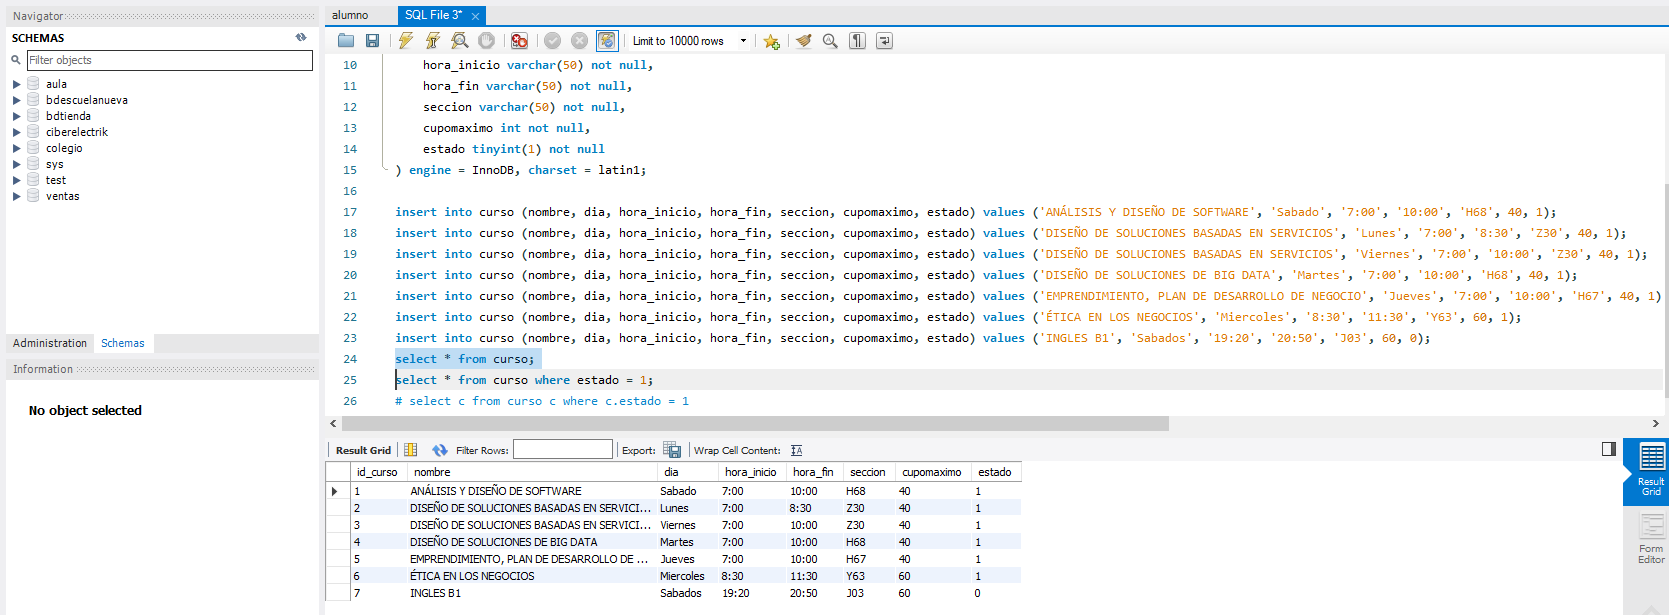 Navigator
SCHEMAS
Filter objects
aula
bdescuelanueva
bdtienda
ciberelectrik
colegio
sys
test
ventas
Administration Schemas
Information
No object selected
alumno SQL File 3* ×
Limit to 10000 rows
10 hora_inicio varchar(50) not null,
11 hora_fin varchar(50) not null,
12 seccion varchar(50) not null,
13 cupomaximo int not null,
14 estado tinyint(1) not null
15 ) engine = InnoDB, charset = latin1;
16
17 insert into curso (nombre, dia, hora_inicio, hora_fin, seccion, cupomaximo, estado) values ('ANÁLISIS Y DISEÑO DE SOFTWARE', 'Sabado', '7:00', '10:00', 'H68', 40, 1);
18 insert into curso (nombre, dia, hora_inicio, hora_fin, seccion, cupomaximo, estado) values ('DISEÑO DE SOLUCIONES BASADAS EN SERVICIOS', 'Lunes', '7:00', '8:30', 'Z30', 40, 1);
19 insert into curso (nombre, dia, hora_inicio, hora_fin, seccion, cupomaximo, estado) values ('DISEÑO DE SOLUCIONES BASADAS EN SERVICIOS', 'Viernes', '7:00', '10:00', 'Z30', 40, 1);
20 insert into curso (nombre, dia, hora_inicio, hora_fin, seccion, cupomaximo, estado) values ('DISEÑO DE SOLUCIONES DE BIG DATA', 'Martes', '7:00', '10:00', 'H68', 40, 1);
21 insert into curso (nombre, dia, hora_inicio, hora_fin, seccion, cupomaximo, estado) values ('EMPRENDIMIENTO, PLAN DE DESARROLLO DE NEGOCIO', 'Jueves', '7:00', '10:00', 'H67', 40, 1)
22 insert into curso (nombre, dia, hora_inicio, hora_fin, seccion, cupomaximo, estado) values ('ÉTICA EN LOS NEGOCIOS', 'Miercoles', '8:30', '11:30', 'Y63', 60, 1);
23 insert into curso (nombre, dia, hora_inicio, hora_fin, seccion, cupomaximo, estado) values ('INGLES B1', 'Sabados', '19:20', '20:50', 'J03', 60, 0);
24 select * from curso;
25 select * from curso where estado = 1;
26 # select c from curso c where c.estado = 1
Result Grid Filter Rows: Export: Wrap Cell Content:
id_curso nombre dia hora_inicio hora_fin seccion cupomaximo estado
1 ANÁLISIS Y DISEÑO DE SOFTWARE Sabado 7:00 10:00 H68 40 1
2 DISEÑO DE SOLUCIONES BASADAS EN SERVICI... Lunes 7:00 8:30 Z30 40 1
3 DISEÑO DE SOLUCIONES BASADAS EN SERVICI... Viernes 7:00 10:00 Z30 40 1
4 DISEÑO DE SOLUCIONES DE BIG DATA Martes 7:00 10:00 H68 40 1
5 EMPRENDIMIENTO, PLAN DE DESARROLLO DE ... Jueves 7:00 10:00 H67 40 1
6 ÉTICA EN LOS NEGOCIOS Miercoles 8:30 11:30 Y63 60 1
7 INGLES B1 Sabados 19:20 20:50 J03 60 0
Result
Grid
Form
Editor